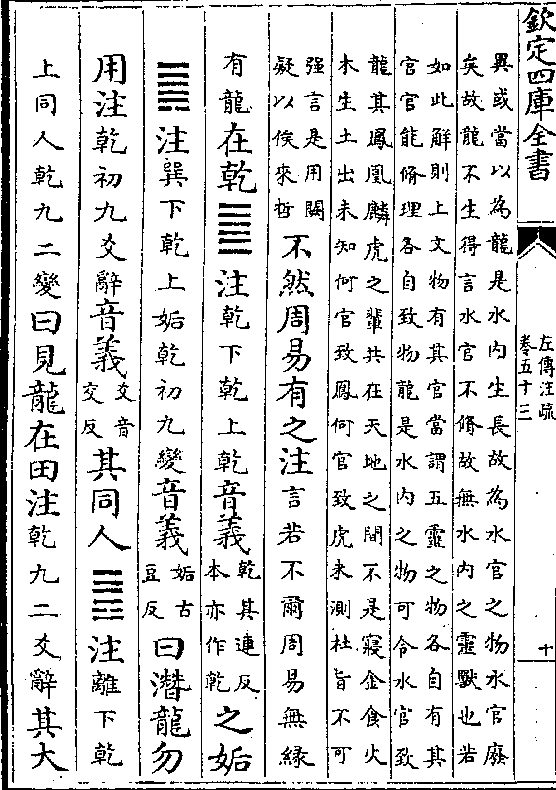 欽定四庫全書
左傳注疏
卷五十三
十
異或當以為龍是水内生長故為水官之物水官廢
矣故龍不生得言水官不脩故無水内之靈獸也若
如此解則上文物有其官當謂五靈之物各自有其
官官能脩理各自致物龍是水内之物可令水官致
龍其鳳凰麟虎之輩共在天地之間不是寢金食火
木生土出未知何官致鳳何官致虎未測杜旨不可
强言是用闕
疑以俟來哲
不然周易有之注言若不爾周易無緣
有龍在乾䷀注乾下乾上乾音義乾其連反
本亦作乾之姤
䷫注巽下乾上姤乾初九變音義姤古
豆反曰潛龍勿
用注乾初九爻辭音義爻音
交反其同人䷌注離下乾
上同人乾九二變曰見龍在田注乾九二爻辭其大